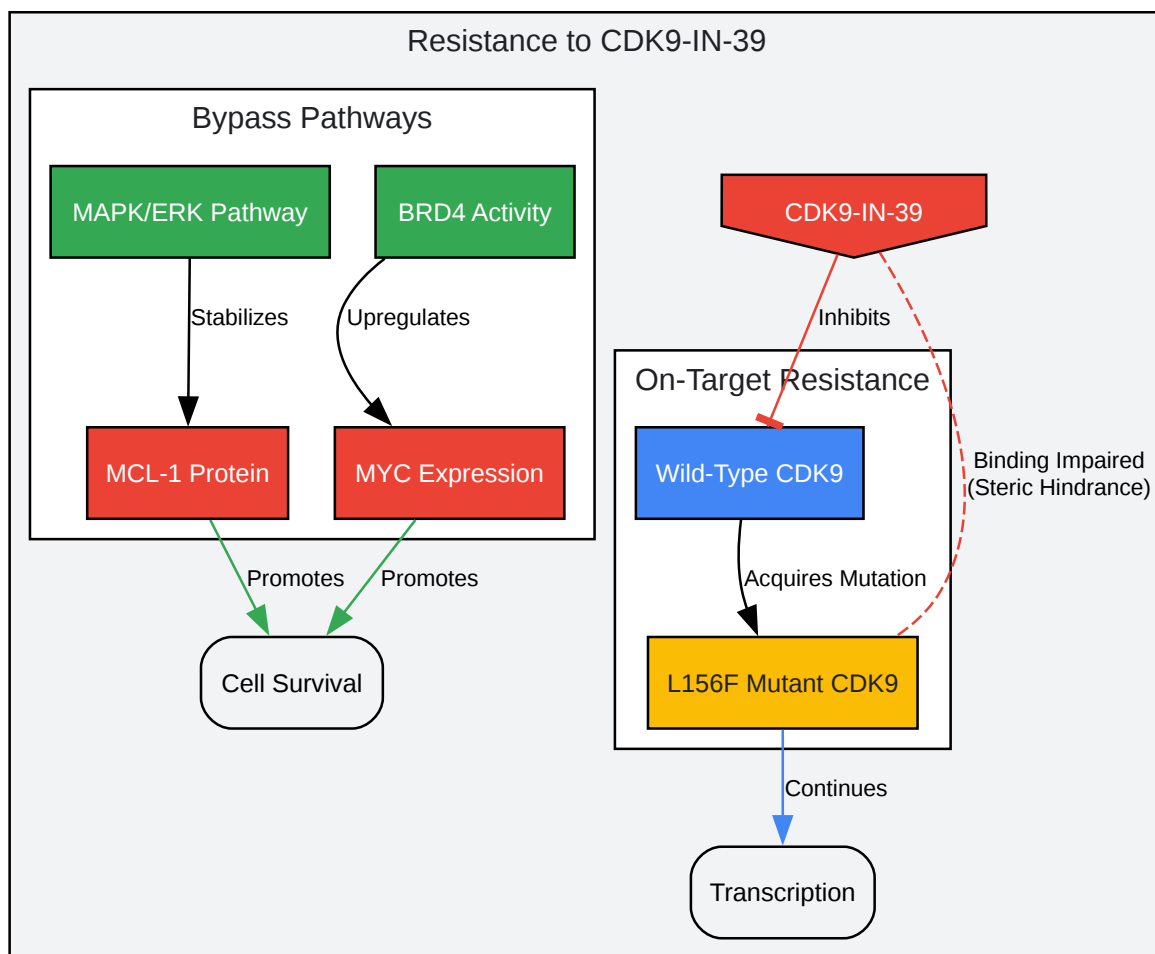 Resistance to CDK9-IN-39
Bypass Pathways
MAPK/ERK Pathway
BRD4 Activity
CDK9-IN-39
Stabilizes
Upregulates
Inhibits
On-Target Resistance
MCL-1 Protein
MYC Expression
Wild-Type CDK9
Binding Impaired
(Steric Hindrance)
Promotes
Promotes
Acquires Mutation
Cell Survival
L156F Mutant CDK9
Continues
Transcription